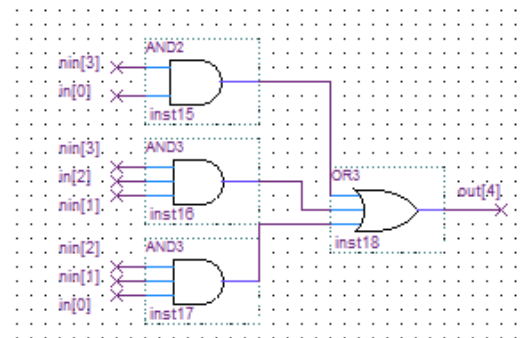 AND2
nin[3]
in[0]
inst15
AND3
nin[3]
in[2]
nin[1]
inst16
OR3
out[4]
inst18
AND3
nin[2]
nin[1]
in[0]
inst17